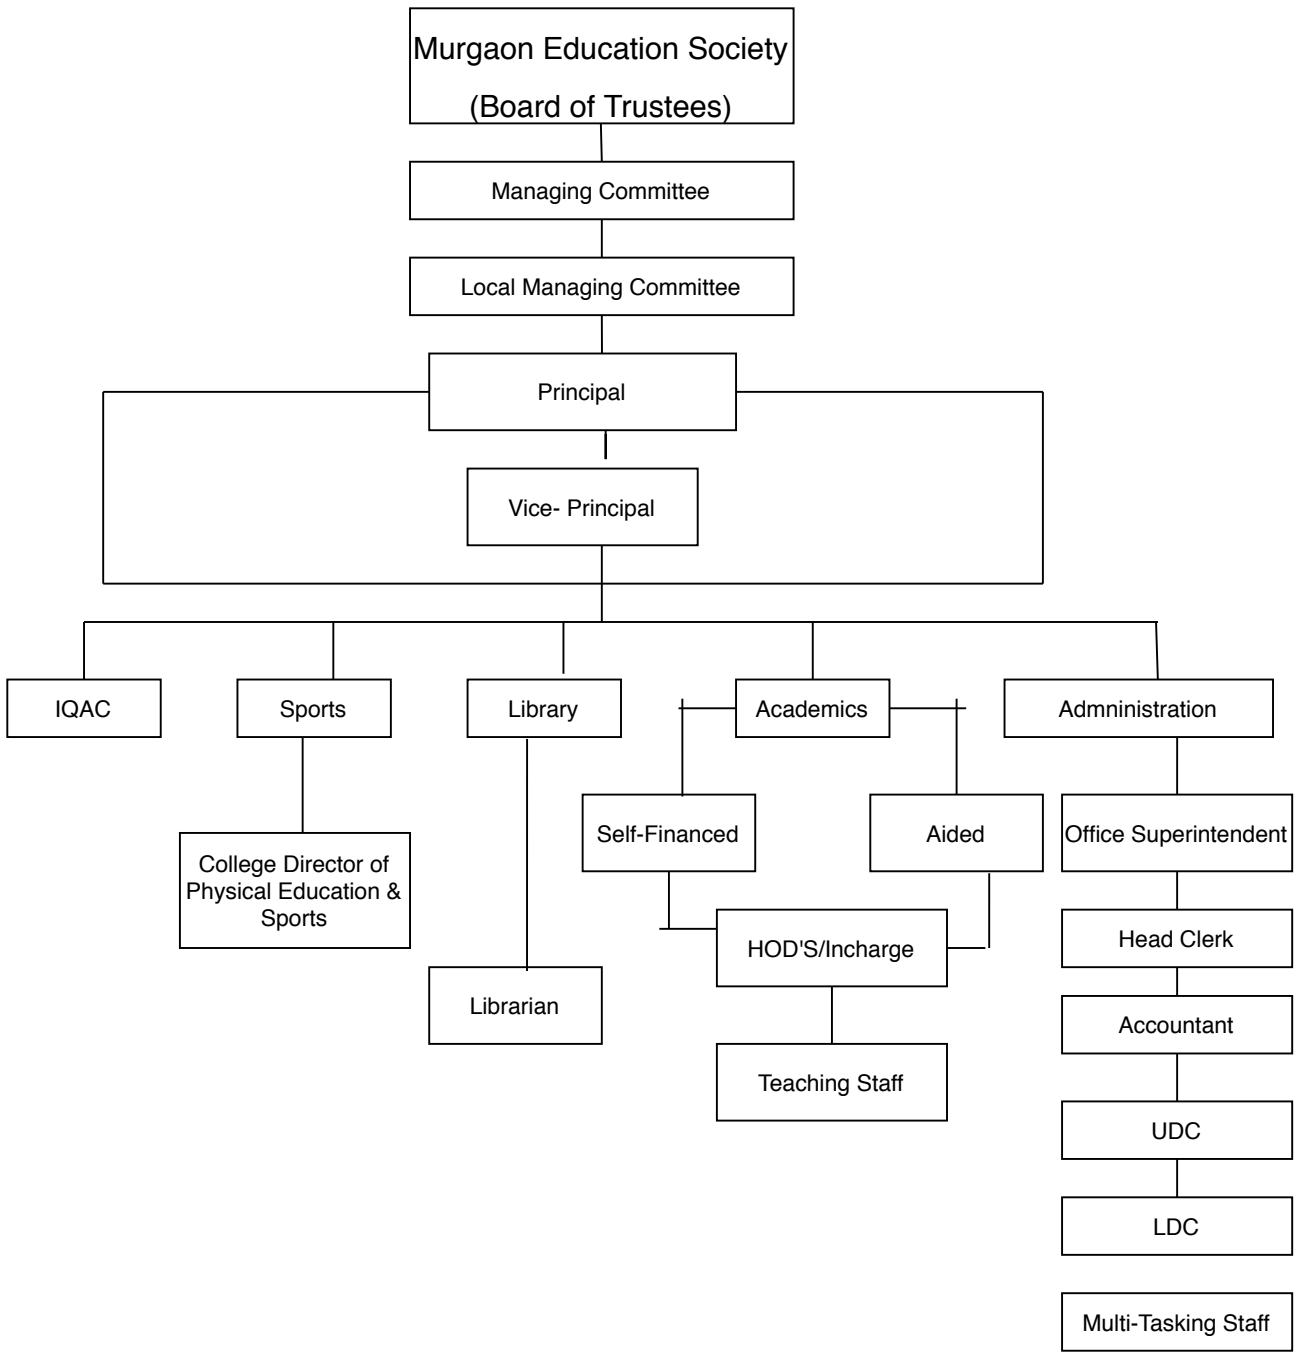 Murgaon Education Society
(Board of Trustees)
Managing Committee
Local Managing Committee
Principal
Vice- Principal
IQAC
Sports
Library
Academics
Admninistration
Self-Financed
Aided
Office Superintendent
College Director of
Physical Education &
Sports
HOD'S/Incharge
Head Clerk
Librarian
Accountant
Teaching Staff
UDC
LDC
Multi-Tasking Staff